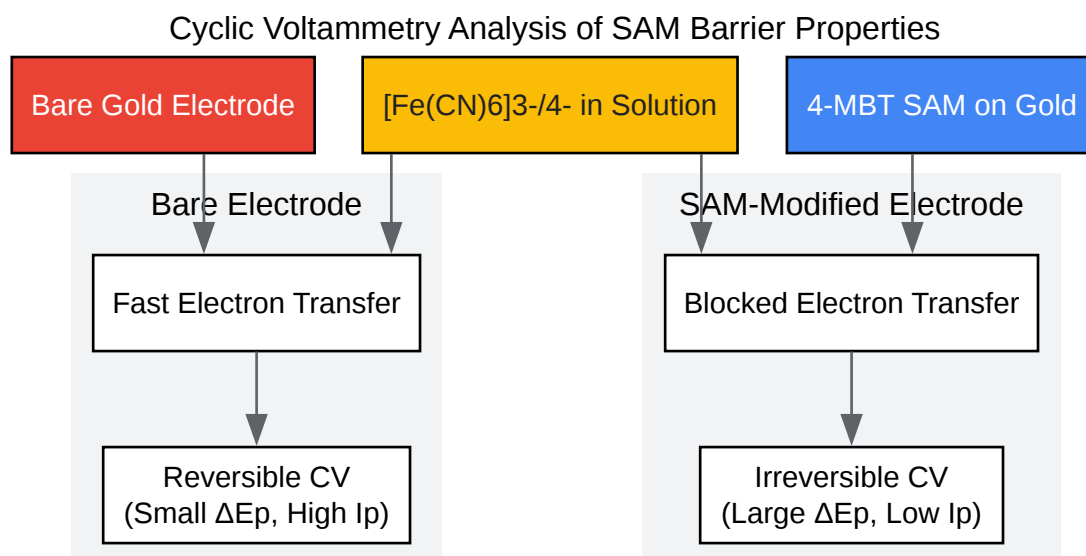 Cyclic Voltammetry Analysis of SAM Barrier Properties
Bare Gold Electrode
[Fe(CN)6]3-/4- in Solution
4-MBT SAM on Gold
Bare Electrode
SAM-Modified Electrode
Fast Electron Transfer
Blocked Electron Transfer
Reversible CV
(Small ΔEp, High Ip)
Irreversible CV
(Large ΔEp, Low Ip)